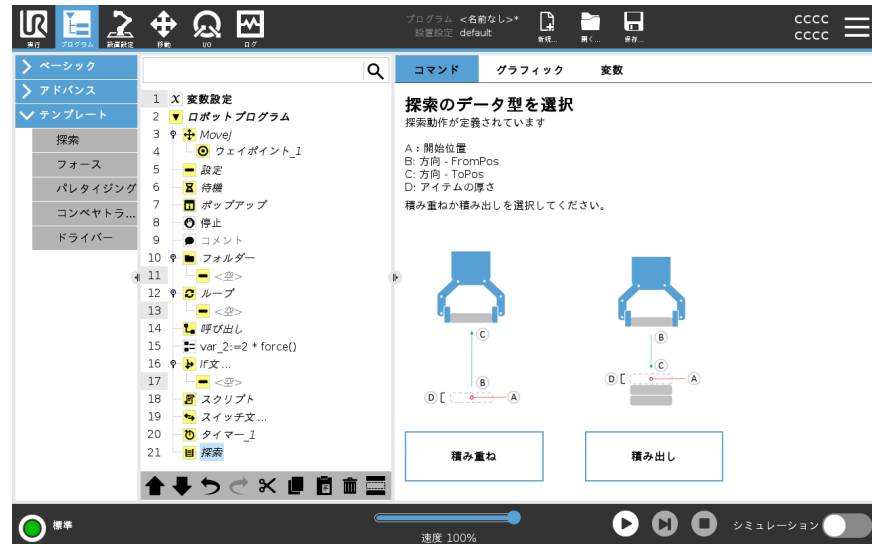 UR
実行
プログラム
設置設定
移動
I/O
ログ
プログラム <名前なし>*
設置設定 default
新規...
開く...
保存...
CCCC
CCCC
ベーシック
アドバンス
テンプレート
探索
フォース
パレタイジング
コンベヤトラ...
ドライバー
1 X 変数設定
2 ロボットプログラム
3 MoveJ
4 ウェイポイント_1
5 設定
6 待機
7 ポップアップ
8 停止
9 コメント
10 フォルダー
11 <空>
12 ループ
13 <空>
14 呼び出し
15 var_2:=2 * force()
16 If文 ...
17 <空>
18 スクリプト
19 スイッチ文 ...
20 タイマー_1
21 探索
コマンド グラフィック 変数
探索のデータ型を選択
探索動作が定義されています
A : 開始位置
B: 方向 - FromPos
C: 方向 - ToPos
D: アイテムの厚さ
積み重ねか積み出しを選択してください。
C
B
D
A
B
C
D
A
積み重ね
積み出し
標準
速度 100%
シミュレーション